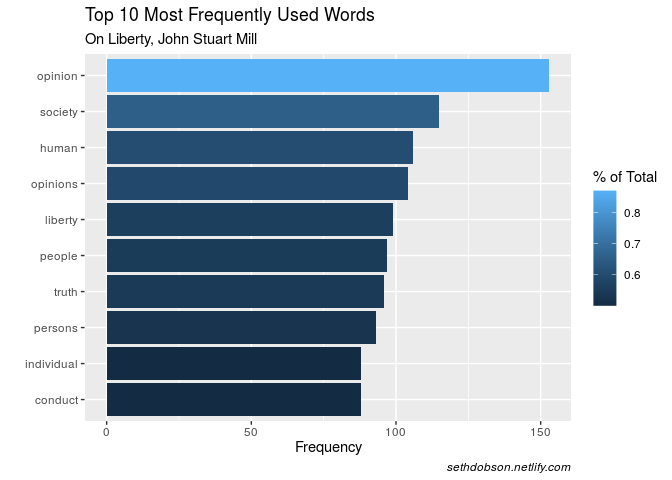 Top 10 Most Frequently Used Words
On Liberty, John Stuart Mill
opinion
society
human
opinions
liberty
people
truth
persons
individual
conduct
0 50 100 150
Frequency
% of Total
0.8
0.7
0.6
sethdobson.netlify.com